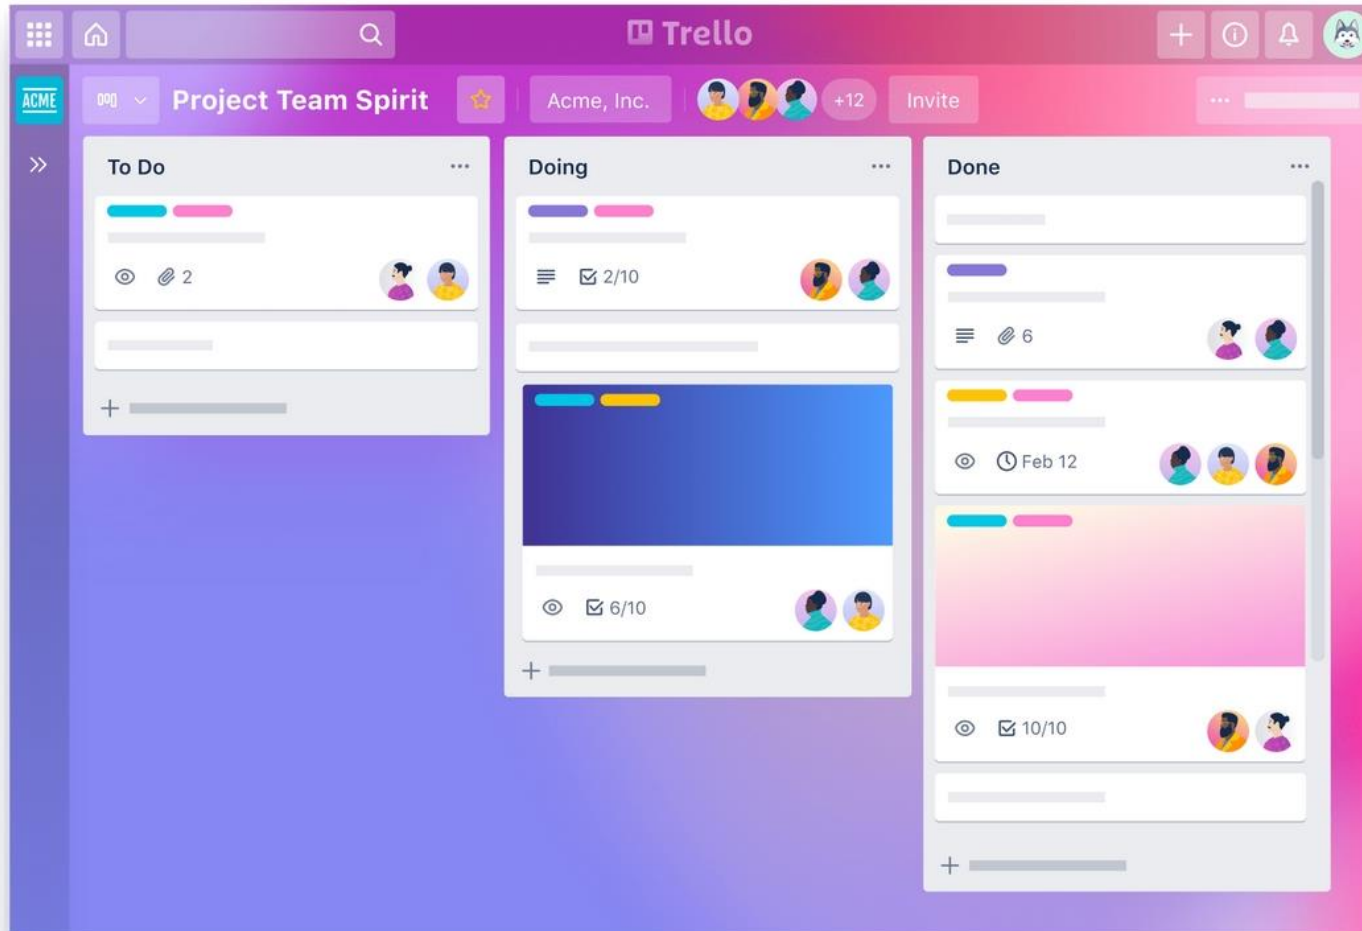 Trello
ACME
Project Team Spirit
Acme, Inc.
+12
Invite
To Do
2
Doing
2/10
6/10
Done
6
Feb 12
10/10